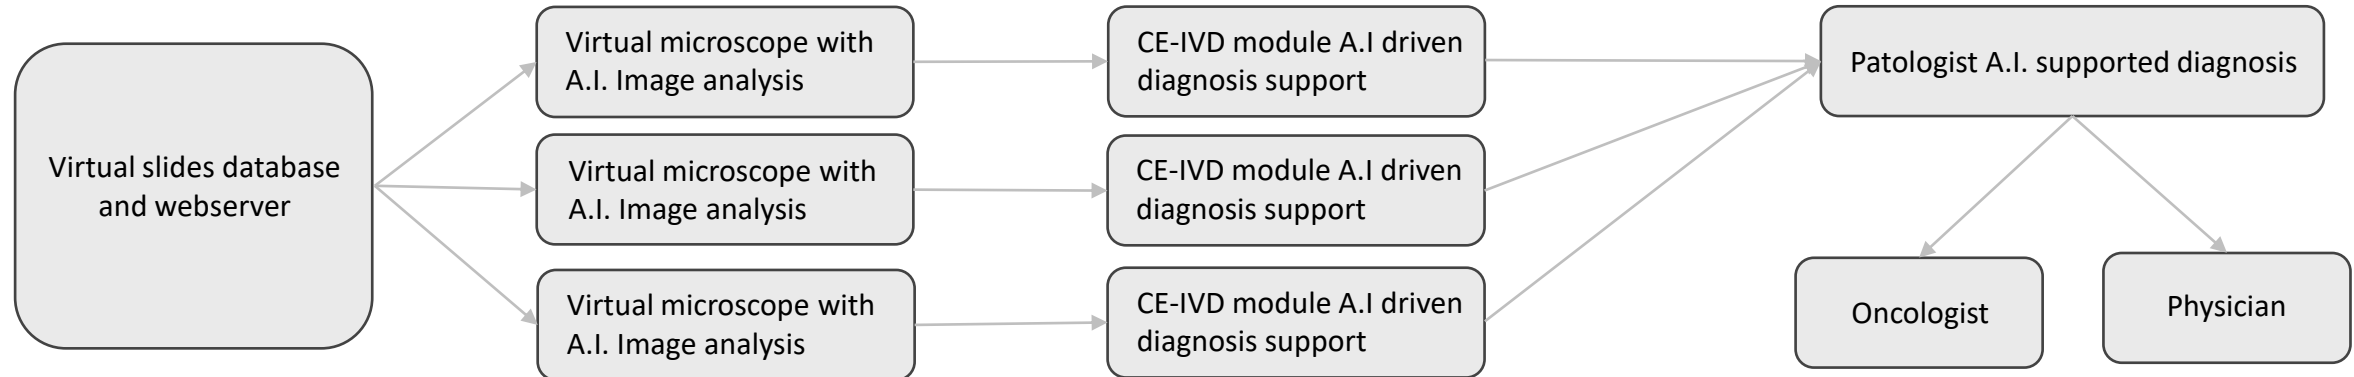 Virtual slides database
and webserver
Virtual microscope with
A.I. Image analysis
CE-IVD module A.I driven
diagnosis support
Virtual microscope with
A.I. Image analysis
CE-IVD module A.I driven
diagnosis support
Virtual microscope with
A.I. Image analysis
CE-IVD module A.I driven
diagnosis support
Patologist A.I. supported diagnosis
Oncologist
Physician